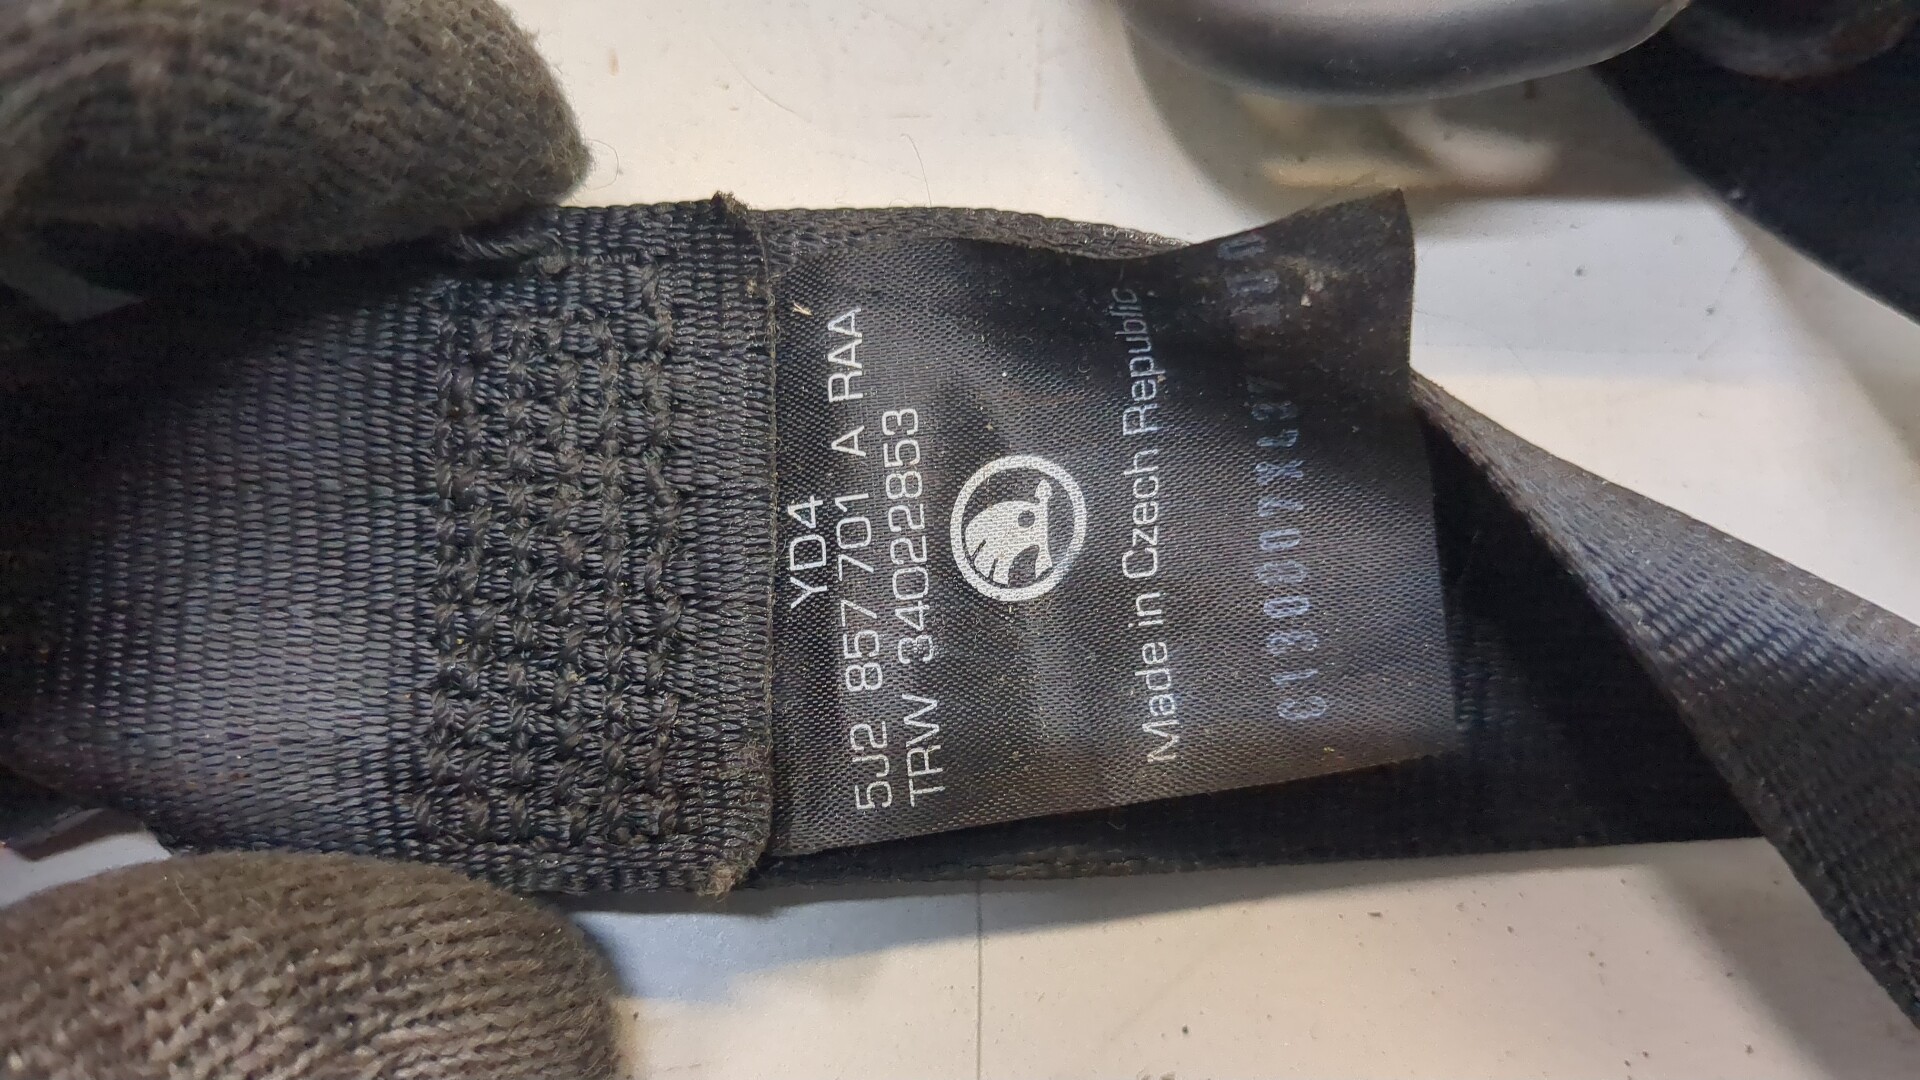 YD4
5J2 857 701 A RAA
TRW 34022853
Made in Czech Republic